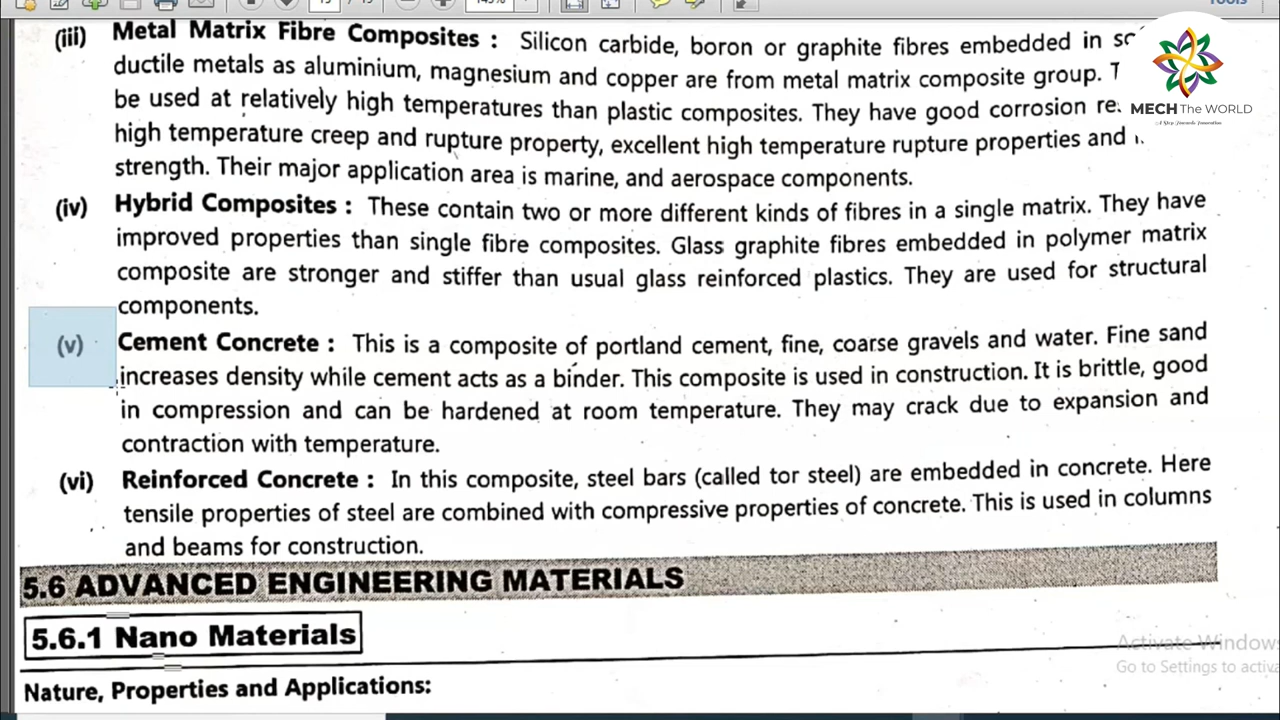 Tools
MECH The WORLD
A Step Towards Innovation
(iii) Metal Matrix Fibre Composites : Silicon carbide, boron or graphite fibres embedded in so
ductile metals as aluminium, magnesium and copper are from metal matrix composite group. T
be used at relatively high temperatures than plastic composites. They have good corrosion re
high temperature creep and rupture property, excellent high temperature rupture properties and
strength. Their major application area is marine, and aerospace components.
(iv) Hybrid Composites : These contain two or more different kinds of fibres in a single matrix. They have
improved properties than single fibre composites. Glass graphite fibres embedded in polymer matrix
composite are stronger and stiffer than usual glass reinforced plastics. They are used for structural
components.
(v) Cement Concrete : This is a composite of portland cement, fine, coarse gravels and water. Fine sand
increases density while cement acts as a binder. This composite is used in construction. It is brittle, good
in compression and can be hardened at room temperature. They may crack due to expansion and
contraction with temperature.
(vi) Reinforced Concrete : In this composite, steel bars (called tor steel) are embedded in concrete. Here
tensile properties of steel are combined with compressive properties of concrete. This is used in columns
and beams for construction.
5.6 ADVANCED ENGINEERING MATERIALS
5.6.1 Nano Materials
Activate Window
Go to Settings to activa
Nature, Properties and Applications: